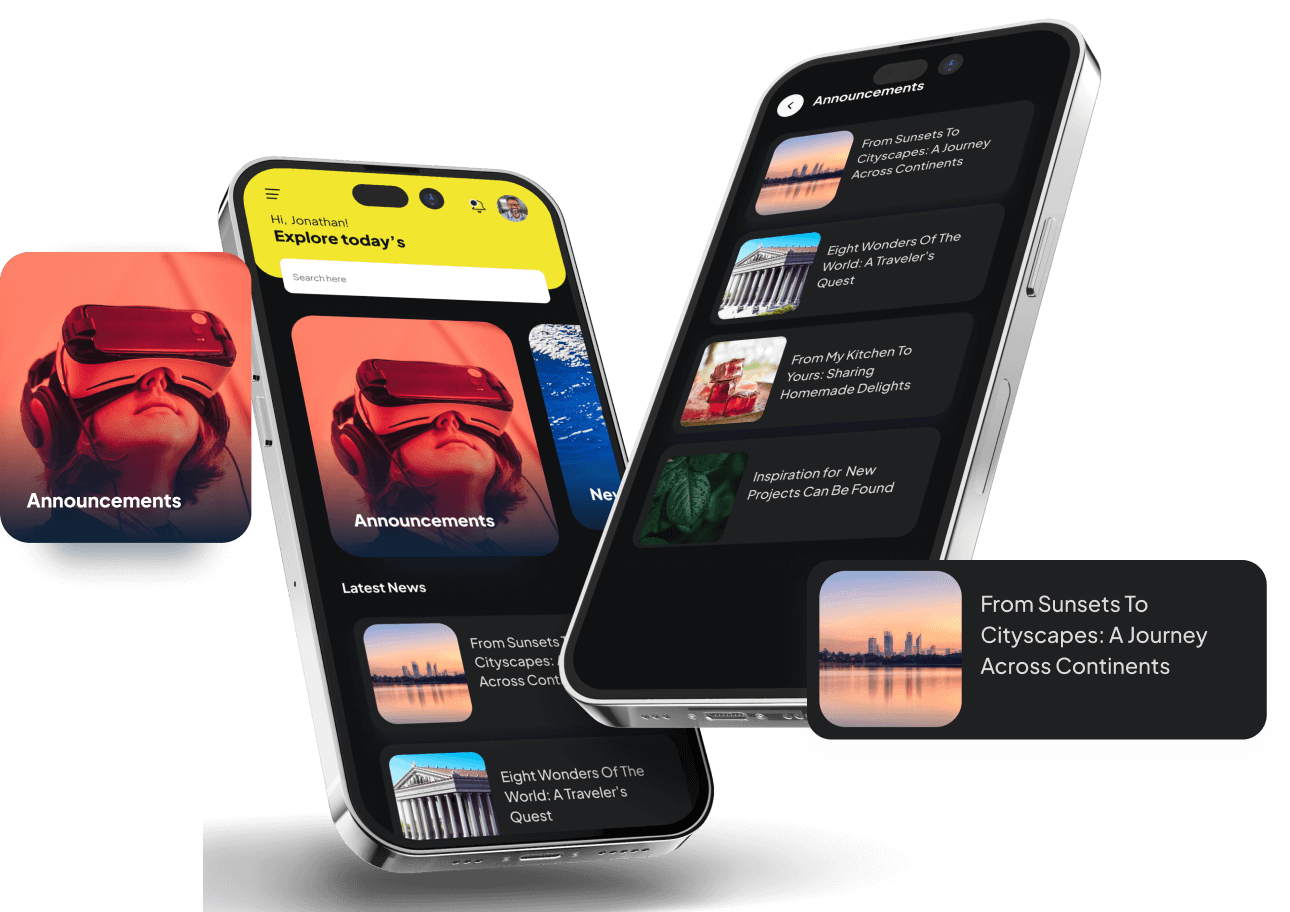 Announcements
Hi, Jonathan!
Explore today's
Search here
Announcements
Latest News
From Sunsets
Cityscapes:
Across
Eight Wonders Of The
World: A Traveler's
Quest
Announcements
From Sunsets To
Cityscapes: A Journey
Across Continents
Eight Wonders Of The
World: A Traveler's
Quest
From My Kitchen To
Yours: Sharing
Homemade Delights
Inspiration for New
Projects Can Be Found
From Sunsets To
Cityscapes: A Journey
Across Continents